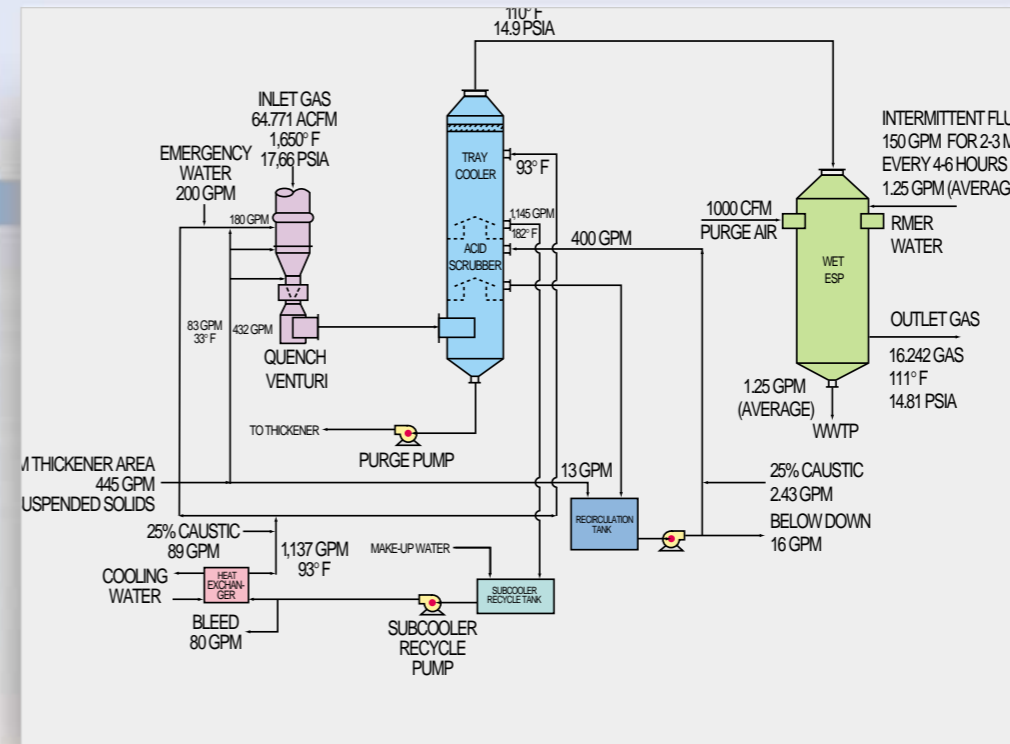 110° F
14.9 PSIA
INLET GAS
64.771 ACFM
1,650° F
17,66 PSIA
EMERGENCY
WATER
200 GPM
180 GPM
TRAY
COOLER
93° F
1,145 GPM
182° F
ACID
SCRUBBER
400 GPM
INTERMITTENT FLU
150 GPM FOR 2-3 M
EVERY 4-6 HOURS
1.25 GPM (AVERAG
1000 CFM
PURGE AIR
RMER
WATER
WET
ESP
83 GPM
33° F
432 GPM
QUENCH
VENTURI
OUTLET GAS
16.242 GAS
111° F
14.81 PSIA
1.25 GPM
(AVERAGE)
WWTP
TO THICKENER
PURGE PUMP
M THICKENER AREA
445 GPM
USPENDED SOLIDS
13 GPM
25% CAUSTIC
2.43 GPM
RECIRCULATION
TANK
BELOW DOWN
16 GPM
25% CAUSTIC
89 GPM
1,137 GPM
93° F
MAKE-UP WATER
COOLING
WATER
HEAT
EXCHAN-
GER
SUBCOOLER
RECYCLE TANK
BLEED
80 GPM
SUBCOOLER
RECYCLE
PUMP